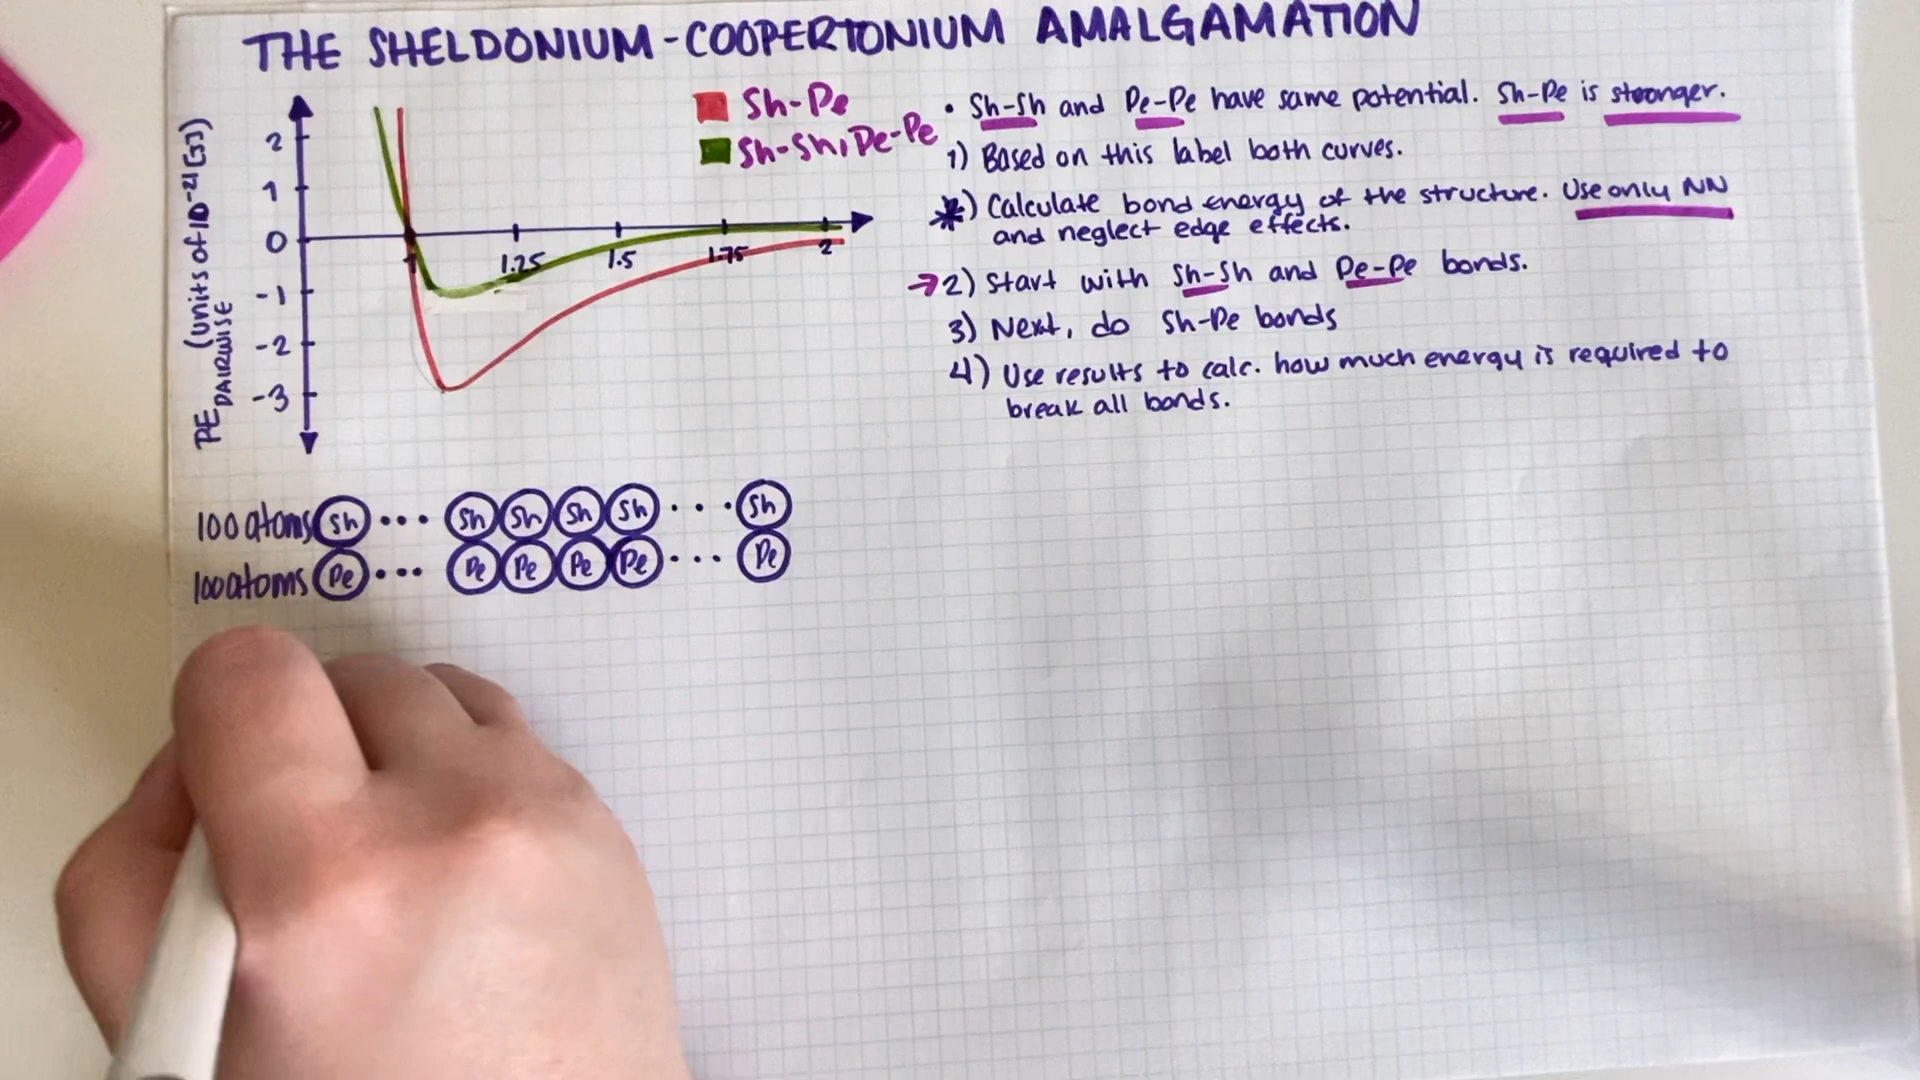 THE SHELDONIUM-COOPERTONIUM AMALGAMATION
PE PAIRWISE (units of 10⁻²¹ [J])
2
1
0
-1
-2
-3
1 1.25 1.5 1.75 2
Sh-Pe
Sh-Sh, Pe-Pe
• Sh-Sh and Pe-Pe have same potential. Sh-Pe is stronger.
1) Based on this label both curves.
*) Calculate bond energy of the structure. Use only NN
and neglect edge effects.
→2) Start with Sh-Sh and Pe-Pe bonds.
3) Next, do Sh-Pe bonds
4) Use results to calc. how much energy is required to
break all bonds.
100 atoms Sh ... Sh Sh Sh Sh ... Sh
100 atoms Pe ... Pe Pe Pe Pe ... Pe